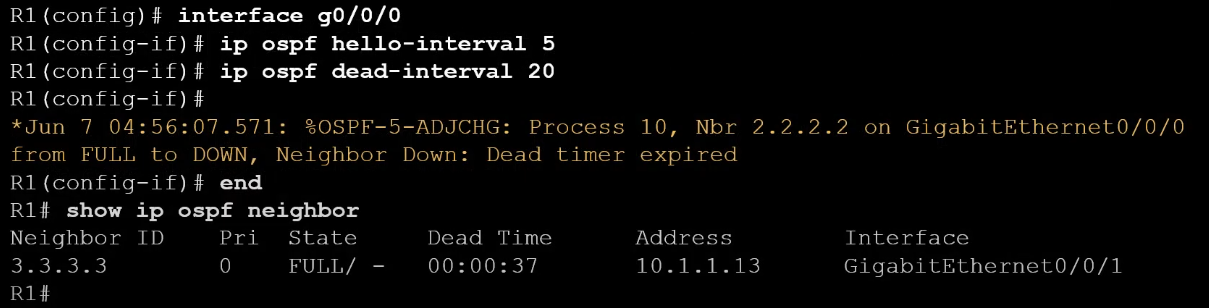 R1(config)# interface g0/0/0
R1(config-if)# ip ospf hello-interval 5
R1(config-if)# ip ospf dead-interval 20
R1(config-if)#
*Jun 7 04:56:07.571: %OSPF-5-ADJCHG: Process 10, Nbr 2.2.2.2 on GigabitEthernet0/0/0
from FULL to DOWN, Neighbor Down: Dead timer expired
R1(config-if)# end
R1# show ip ospf neighbor
Neighbor ID    Pri  State      Dead Time      Address        Interface
3.3.3.3        0    FULL/ -    00:00:37       10.1.1.13      GigabitEthernet0/0/1
R1#